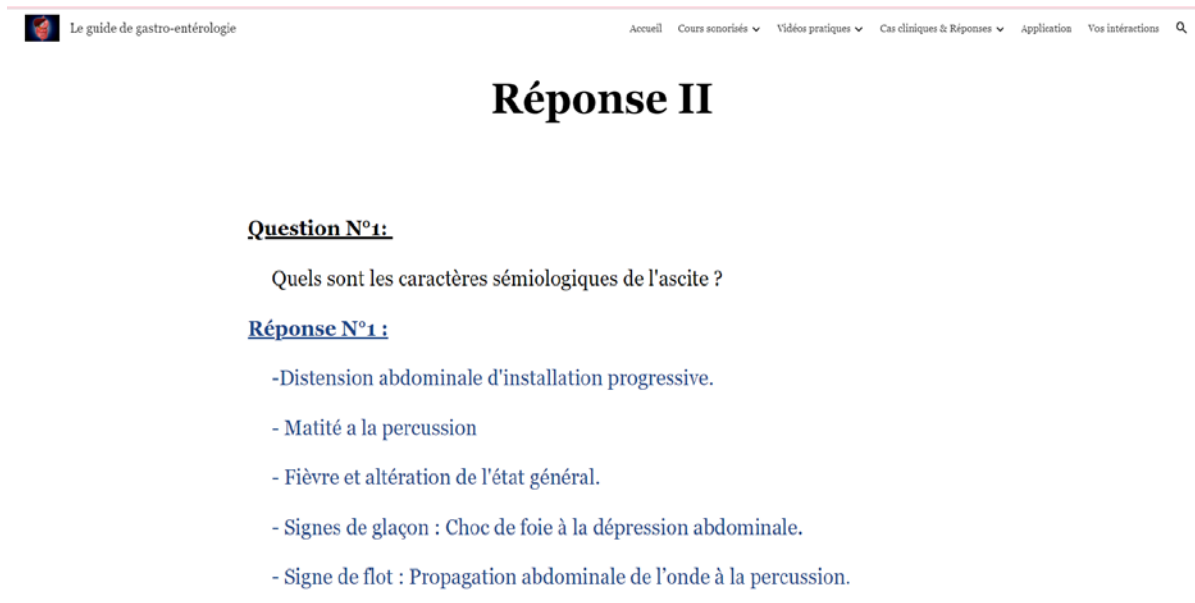 Le guide de gastro-entérologie
Accueil Cours sonorisés Vidéos pratiques Cas cliniques & Réponses Application Vos intéractions
Réponse II
Question N°1:
Quels sont les caractères sémiologiques de l'ascite ?
Réponse N°1 :
-Distension abdominale d'installation progressive.
- Matité a la percussion
- Fièvre et altération de l'état général.
- Signes de glaçon : Choc de foie à la dépression abdominale.
- Signe de flot : Propagation abdominale de l’onde à la percussion.